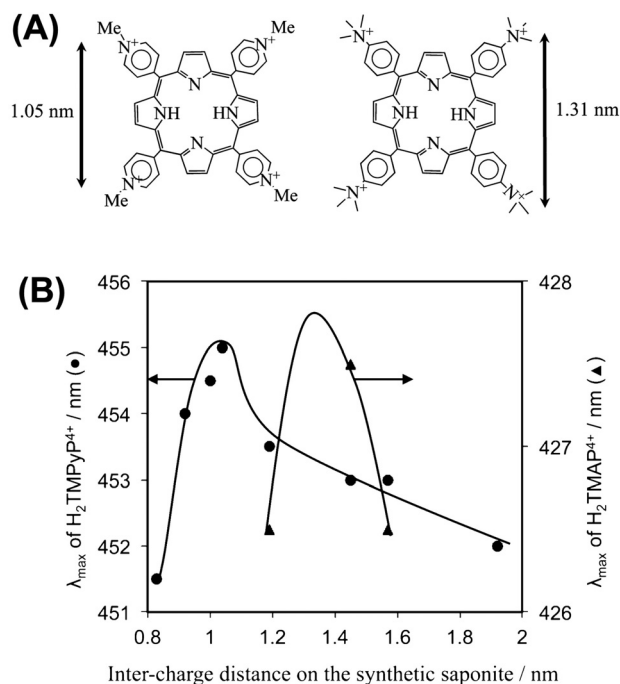 (A)
Me
Me
N+
N+
N
NH
HN
N
N+
N+
Me
Me
1.05 nm
N+
N+
N
NH
HN
N
N+
N+
1.31 nm
(B)
456
455
454
453
452
451
428
427
426
0.8
1
1.2
1.4
1.6
1.8
2
λmax of H2TMPyP4+ / nm (●)
λmax of H2TMAP4+ / nm (▲)
Inter-charge distance on the synthetic saponite / nm